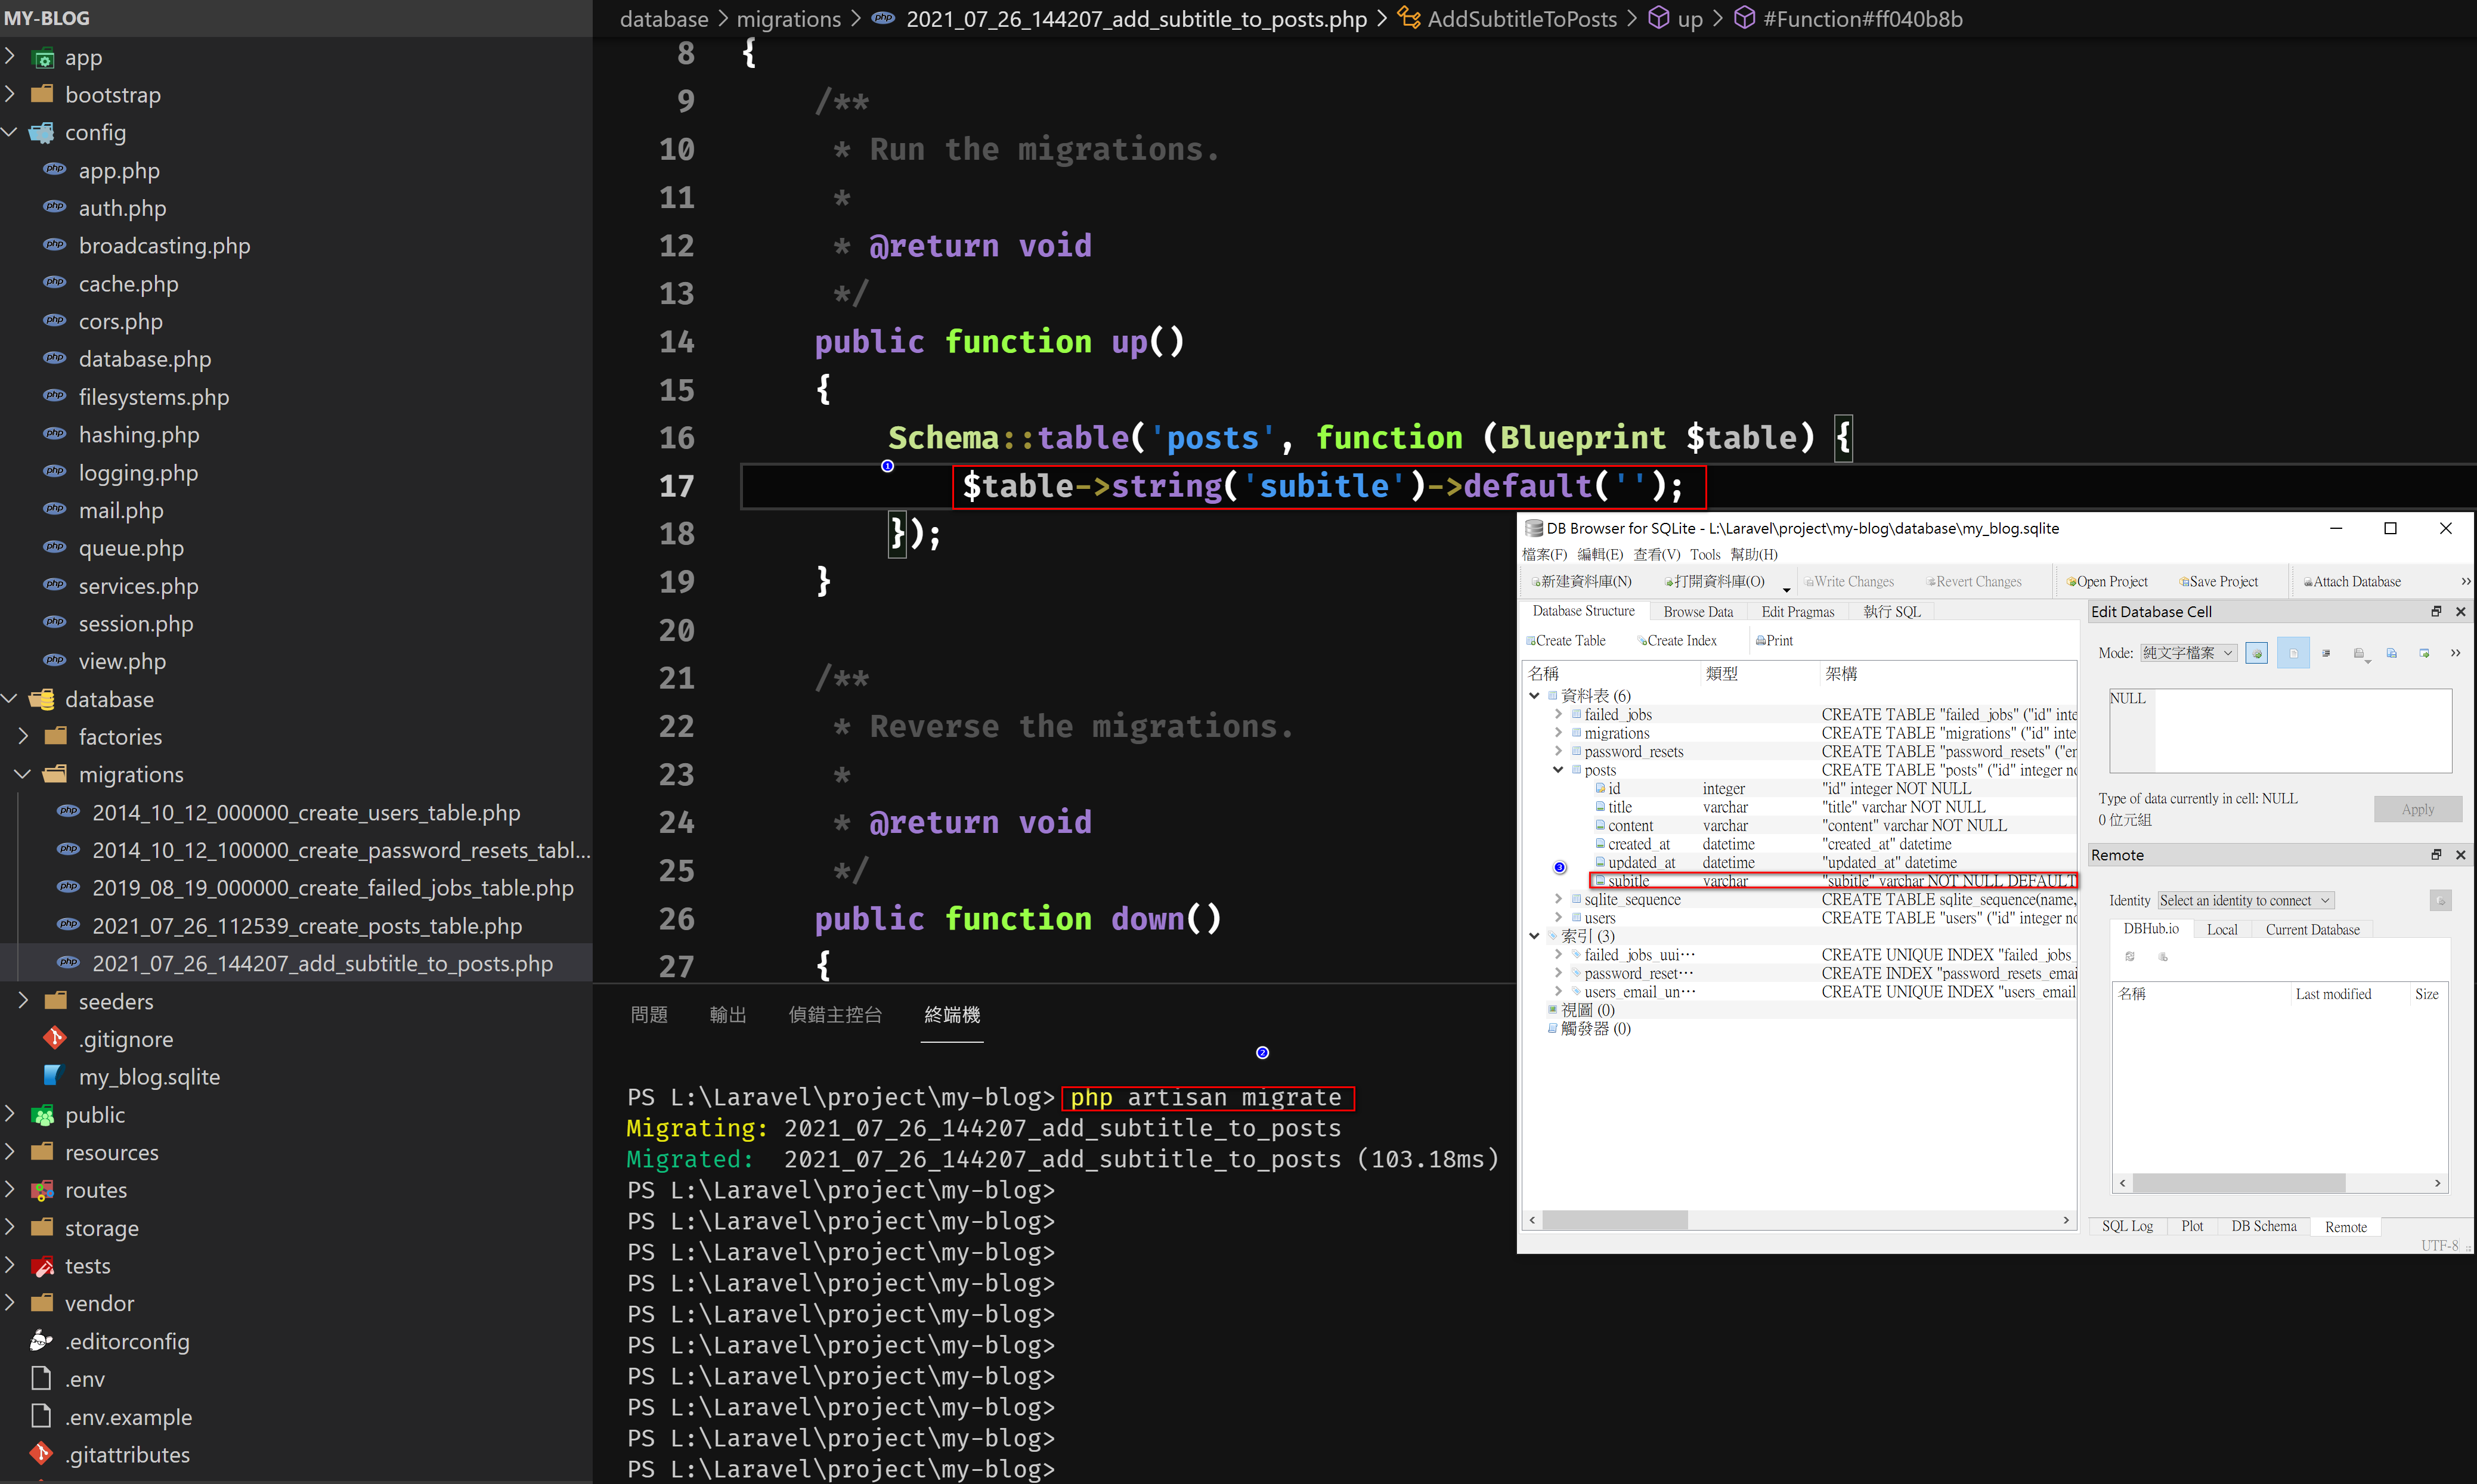 MY-BLOG
app
bootstrap
config
app.php
auth.php
broadcasting.php
cache.php
cors.php
database.php
filesystems.php
hashing.php
logging.php
mail.php
queue.php
services.php
session.php
view.php
database
factories
migrations
2014_10_12_000000_create_users_table.php
2014_10_12_100000_create_password_resets_tabl...
2019_08_19_000000_create_failed_jobs_table.php
2021_07_26_112539_create_posts_table.php
2021_07_26_144207_add_subtitle_to_posts.php
seeders
.gitignore
my_blog.sqlite
public
resources
routes
storage
tests
vendor
.editorconfig
.env
.env.example
.gitattributes
database > migrations > 2021_07_26_144207_add_subtitle_to_posts.php > AddSubtitleToPosts > up > #Function#ff040b8b
8 {
9 /**
10 * Run the migrations.
11 *
12 * @return void
13 */
14 public function up()
15 {
16 Schema::table('posts', function (Blueprint $table) {
1
17 $table->string('subitle')->default('');
18 });
19 }
20
21 /**
22 * Reverse the migrations.
23 *
24 * @return void
25 */
26 public function down()
27 {
問題 輸出 偵錯主控台 終端機
2
PS L:\Laravel\project\my-blog> php artisan migrate
Migrating: 2021_07_26_144207_add_subtitle_to_posts
Migrated: 2021_07_26_144207_add_subtitle_to_posts (103.18ms)
PS L:\Laravel\project\my-blog>
PS L:\Laravel\project\my-blog>
PS L:\Laravel\project\my-blog>
PS L:\Laravel\project\my-blog>
PS L:\Laravel\project\my-blog>
PS L:\Laravel\project\my-blog>
PS L:\Laravel\project\my-blog>
PS L:\Laravel\project\my-blog>
PS L:\Laravel\project\my-blog>
PS L:\Laravel\project\my-blog>
DB Browser for SQLite - L:\Laravel\project\my-blog\database\my_blog.sqlite
檔案(F) 編輯(E) 查看(V) Tools 幫助(H)
新建資料庫(N) 打開資料庫(O) Write Changes Revert Changes Open Project Save Project Attach Database
Database Structure Browse Data Edit Pragmas 執行 SQL
Create Table Create Index Print
名稱 類型 架構
資料表 (6)
failed_jobs CREATE TABLE "failed_jobs" ("id" inte
migrations CREATE TABLE "migrations" ("id" inte
password_resets CREATE TABLE "password_resets" ("er
posts CREATE TABLE "posts" ("id" integer no
id integer "id" integer NOT NULL
title varchar "title" varchar NOT NULL
content varchar "content" varchar NOT NULL
created_at datetime "created_at" datetime
updated_at datetime "updated_at" datetime
3
subitle varchar "subitle" varchar NOT NULL DEFAULT
sqlite_sequence CREATE TABLE sqlite_sequence(name,
users CREATE TABLE "users" ("id" integer no
索引 (3)
failed_jobs_uui… CREATE UNIQUE INDEX "failed_jobs_
password_reset… CREATE INDEX "password_resets_emai
users_email_un… CREATE UNIQUE INDEX "users_email
視圖 (0)
觸發器 (0)
Edit Database Cell
Mode: 純文字檔案
NULL
Type of data currently in cell: NULL
0 位元組
Apply
Remote
Identity Select an identity to connect
DBHub.io Local Current Database
名稱 Last modified Size
SQL Log Plot DB Schema Remote
UTF-8